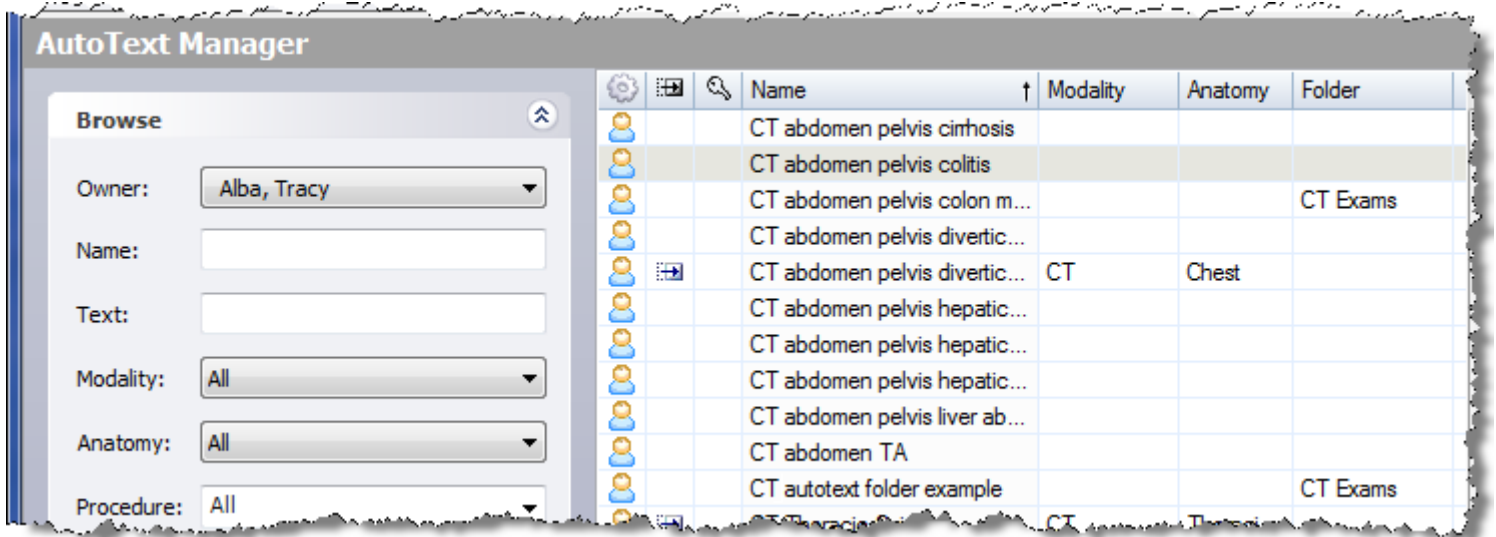 AutoText Manager
Browse
Owner: Alba, Tracy
Name:
Text:
Modality: All
Anatomy: All
Procedure: All
Name Modality Anatomy Folder
CT abdomen pelvis cirrhosis
CT abdomen pelvis colitis
CT abdomen pelvis colon m... CT Exams
CT abdomen pelvis divertic...
CT abdomen pelvis divertic... CT Chest
CT abdomen pelvis hepatic...
CT abdomen pelvis hepatic...
CT abdomen pelvis hepatic...
CT abdomen pelvis liver ab...
CT abdomen TA
CT autotext folder example CT Exams
CT Thoracic CT